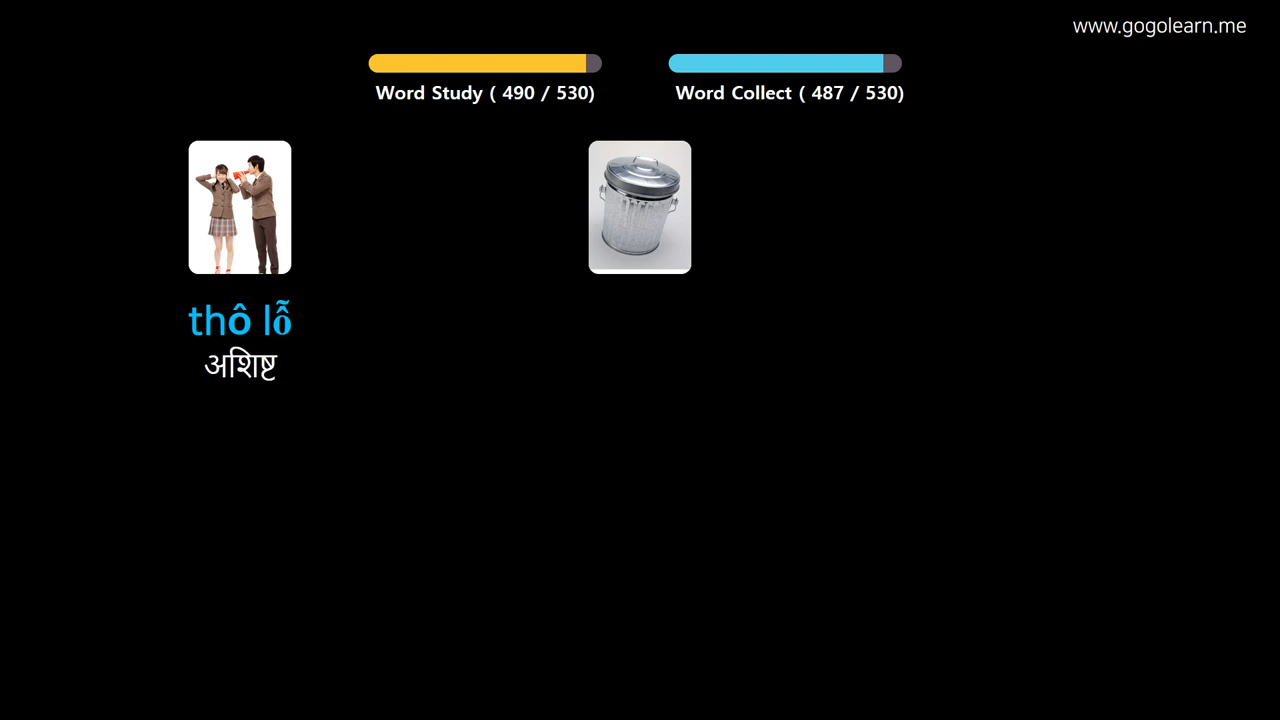 www.gogolearn.me
Word Study ( 490 / 530)
Word Collect ( 487 / 530)
thô lỗ
अशिष्ट